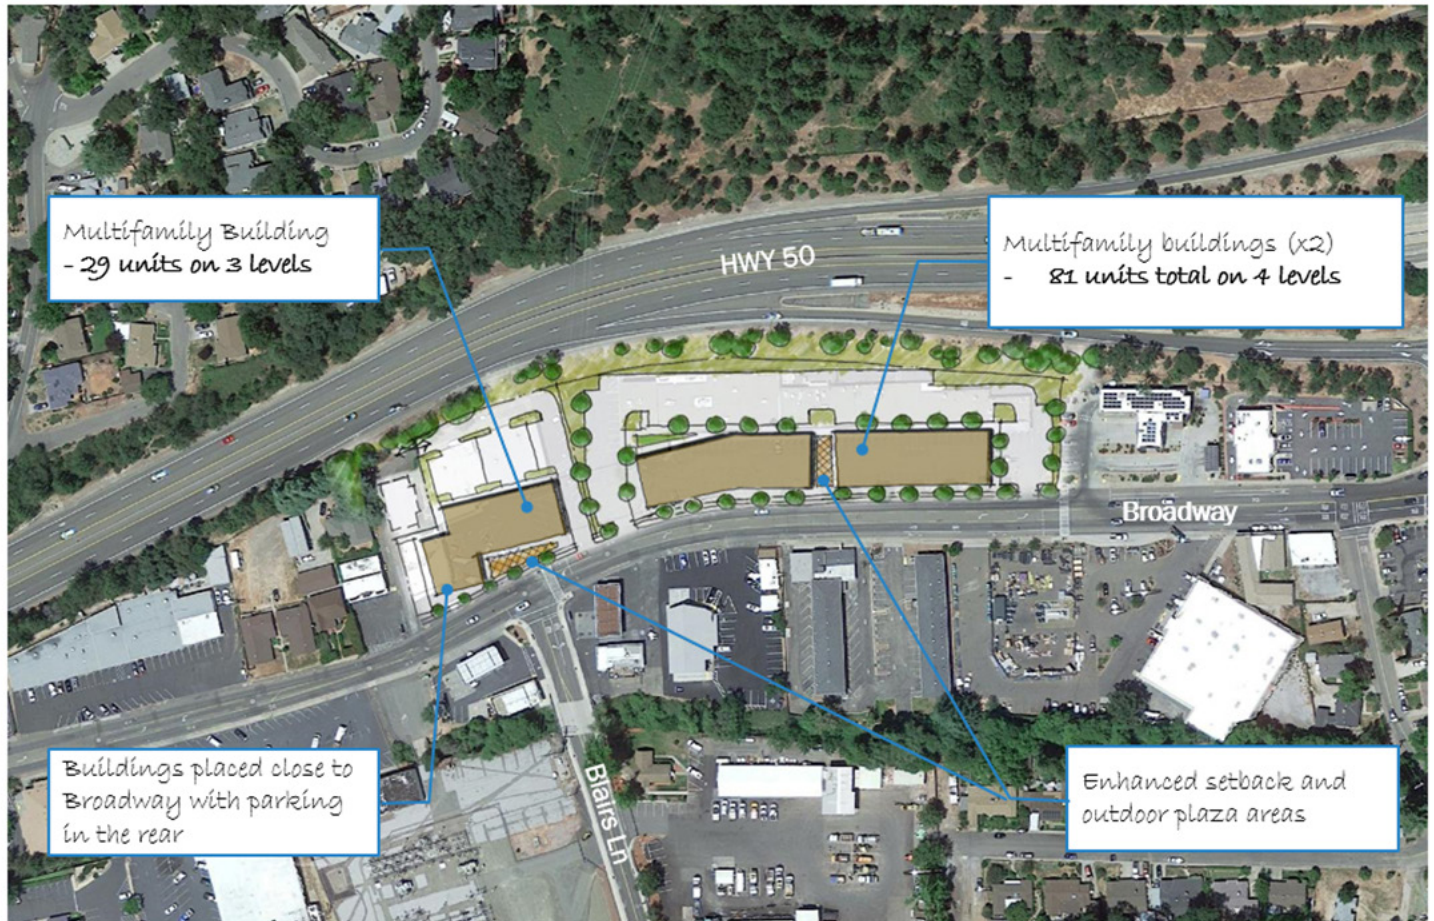 Multifamily Building
- 29 units on 3 levels
HWY 50
Multifamily buildings (x2)
- 81 units total on 4 levels
Broadway
Buildings placed close to
Broadway with parking
in the rear
Blairs Ln
Enhanced setback and
outdoor plaza areas